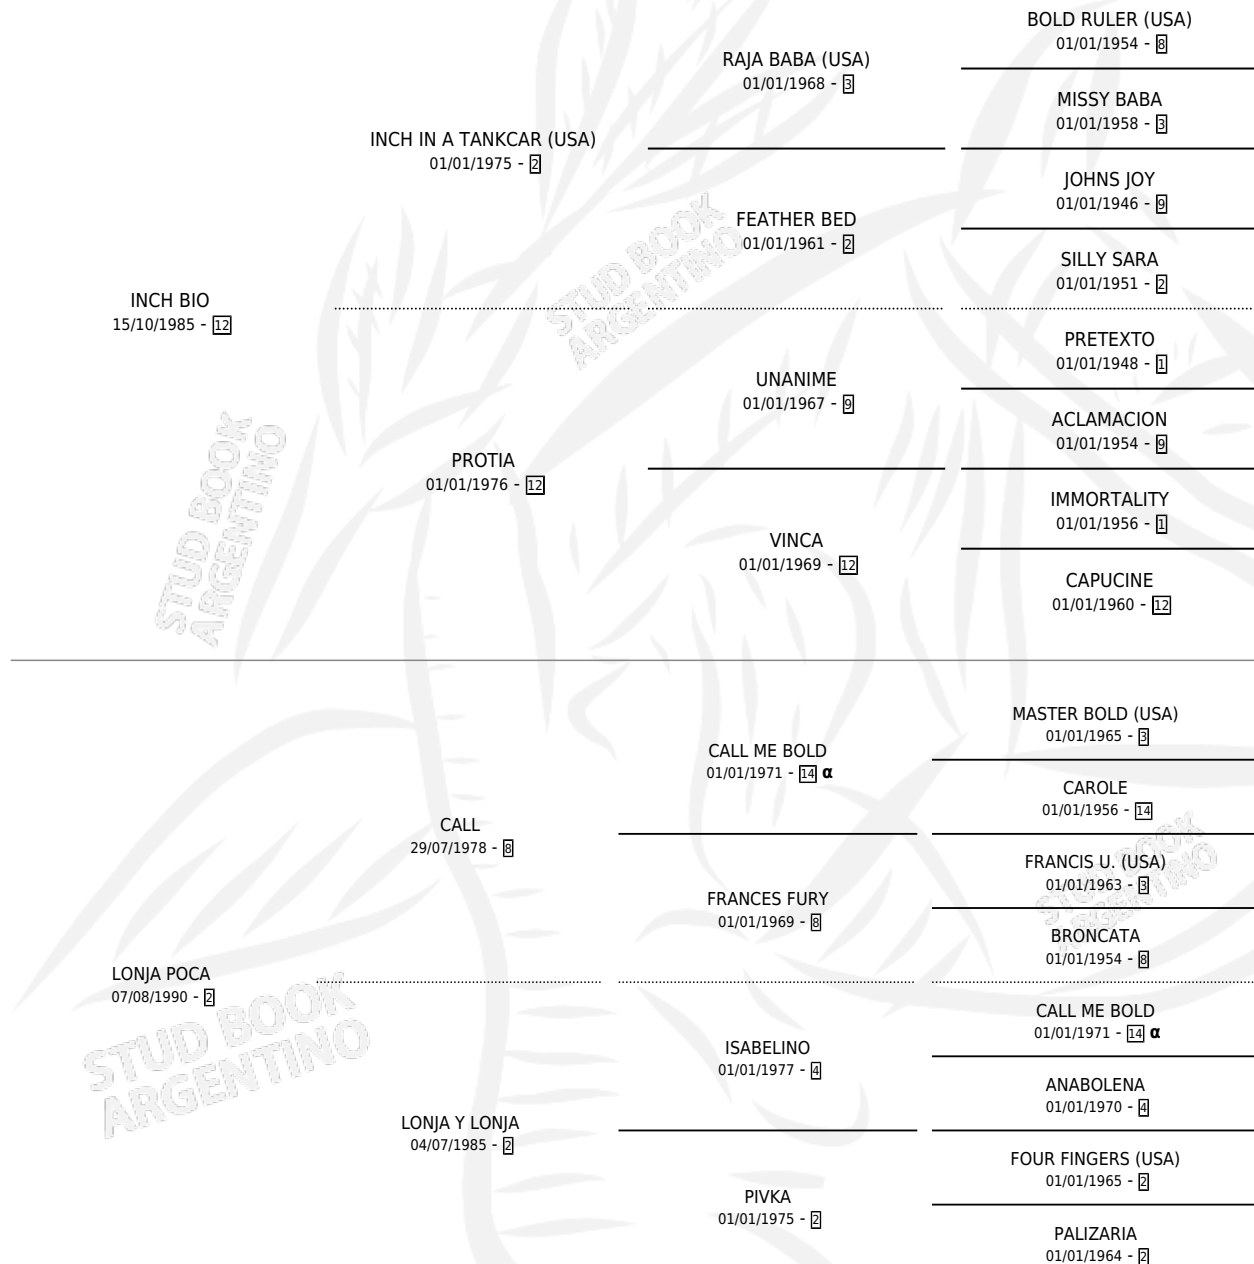 BOLD RULER (USA)
01/01/1954 - 8
RAJA BABA (USA)
01/01/1968 - 3
MISSY BABA
01/01/1958 - 3
INCH IN A TANKCAR (USA)
01/01/1975 - 2
JOHNS JOY
01/01/1946 - 9
FEATHER BED
01/01/1961 - 2
SILLY SARA
01/01/1951 - 2
INCH BIO
15/10/1985 - 12
PRETEXTO
01/01/1948 - 1
UNANIME
01/01/1967 - 9
ACLAMACION
01/01/1954 - 9
PROTIA
01/01/1976 - 12
IMMORTALITY
01/01/1956 - 1
VINCA
01/01/1969 - 12
CAPUCINE
01/01/1960 - 12
MASTER BOLD (USA)
01/01/1965 - 3
CALL ME BOLD
01/01/1971 - 14 α
CAROLE
01/01/1956 - 14
CALL
29/07/1978 - 8
FRANCIS U. (USA)
01/01/1963 - 3
FRANCES FURY
01/01/1969 - 8
BRONCATA
01/01/1954 - 8
LONJA POCA
07/08/1990 - 2
CALL ME BOLD
01/01/1971 - 14 α
ISABELINO
01/01/1977 - 4
ANABOLENA
01/01/1970 - 4
LONJA Y LONJA
04/07/1985 - 2
FOUR FINGERS (USA)
01/01/1965 - 2
PIVKA
01/01/1975 - 2
PALIZARIA
01/01/1964 - 2
STUD BOOK
ARGENTINO
STUD BOOK
ARGENTINO
STUD BOOK
ARGENTINO
STUD BOOK
ARGENTINO